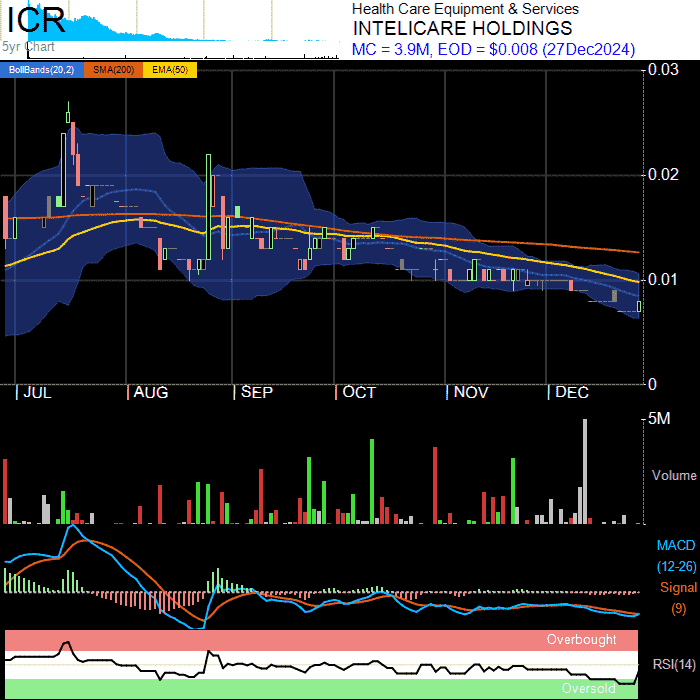 ICR
5yr Chart
Health Care Equipment & Services
INTELICARE HOLDINGS
MC = 3.9M, EOD = $0.008 (27Dec2024)
BollBands(20,2) SMA(200) EMA(50)
0.03
0.02
0.01
0
JUL AUG SEP OCT NOV DEC
5M
Volume
MACD
(12-26)
Signal
(9)
Overbought
RSI(14)
Oversold